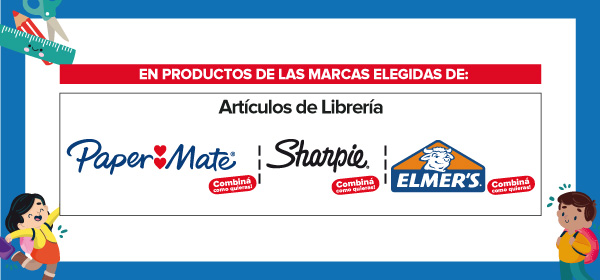 EN PRODUCTOS DE LAS MARCAS ELEGIDAS DE:
Artículos de Librería
Paper Mate®
Combiná
como quieras!
Sharpie®
Combiná
como quieras!
ELMER'S®
Combiná
como quieras!